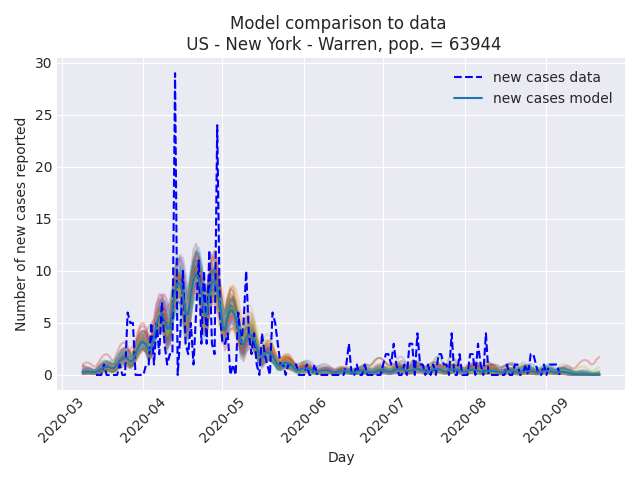 Model comparison to data
US - New York - Warren, pop. = 63944
new cases data
new cases model
Number of new cases reported
30
25
20
15
10
5
0
2020-03
2020-04
2020-05
2020-06
2020-07
2020-08
2020-09
Day